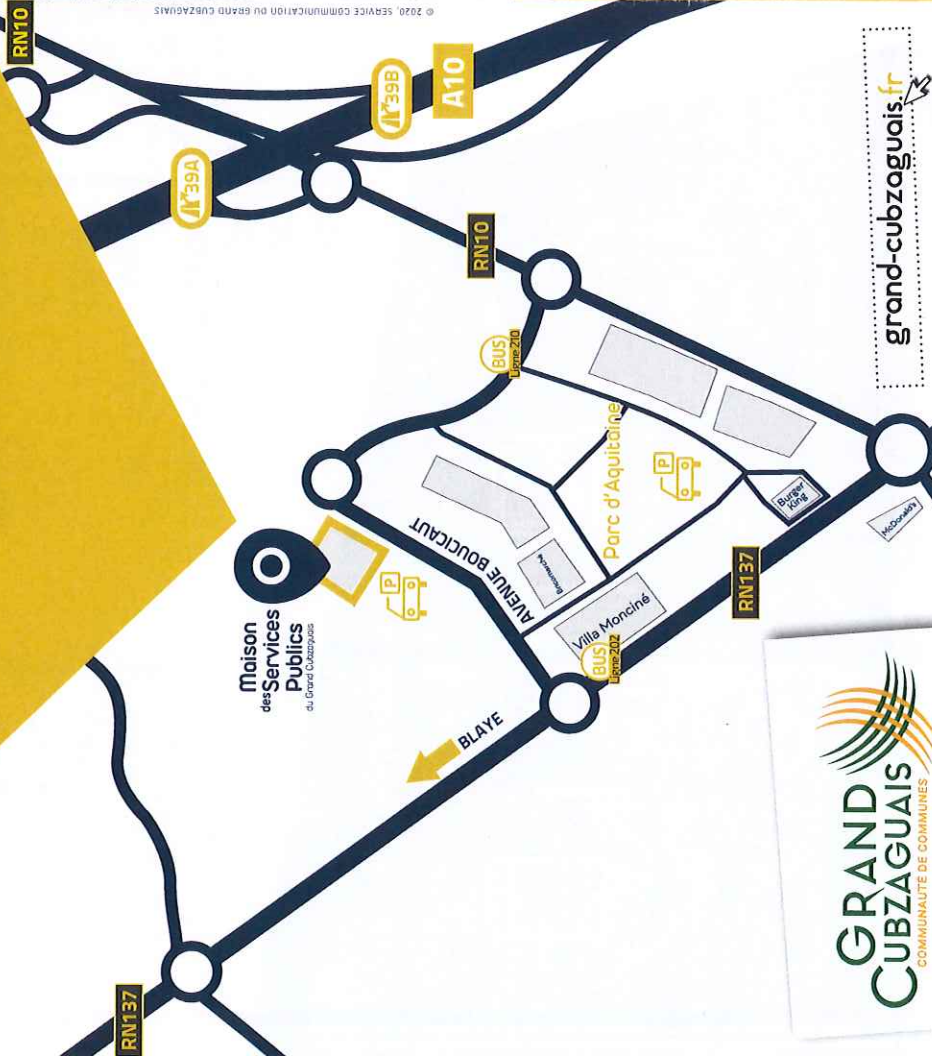 RN10
© 2020, SERVICE COMMUNICATION DU GRAND CUBZAGUAIS
39B
A10
39A
RN10
BUS
Ligne 210
grand-cubzaguais.fr
Parc d'Aquitaine
P
Burger
King
McDonald's
AVENUE BOUCICAUT
Maison
des Services
Publics
du Grand Cubzaguais
P
Villa Monciné
BUS
Ligne 202
RN137
BLAYE
RN137
GRAND
CUBZAGUAIS
COMMUNAUTÉ DE COMMUNES